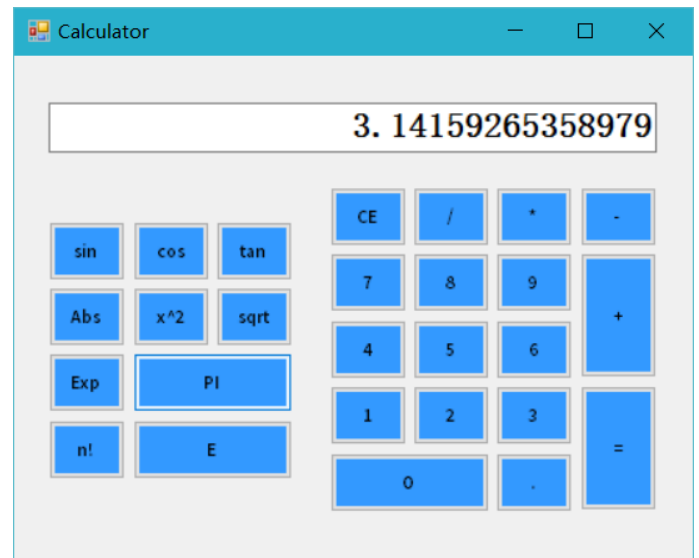 Calculator
3.14159265358979
CE / * -
sin cos tan
7 8 9
+
Abs x^2 sqrt
4 5 6
Exp PI
1 2 3
=
n! E
0 .